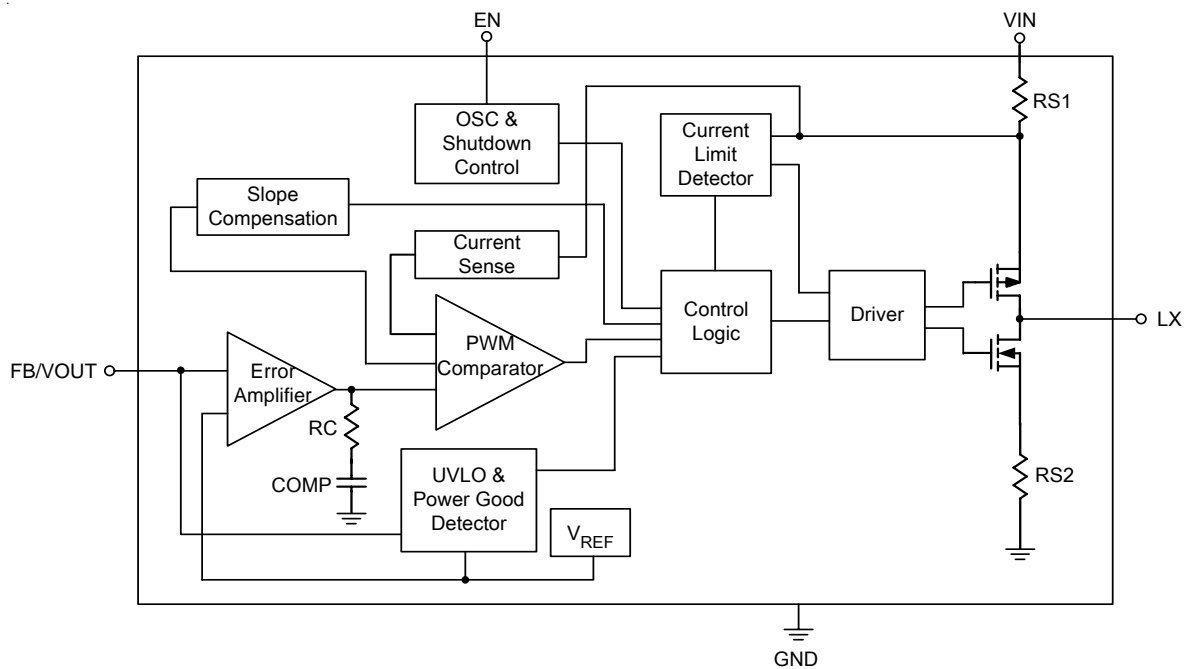 EN
VIN
RS1
OSC &
Shutdown
Control
Current
Limit
Detector
Slope
Compensation
Current
Sense
Control
Logic
Driver
LX
PWM
Comparator
FB/VOUT
Error
Amplifier
RC
COMP
UVLO &
Power Good
Detector
VREF
RS2
GND